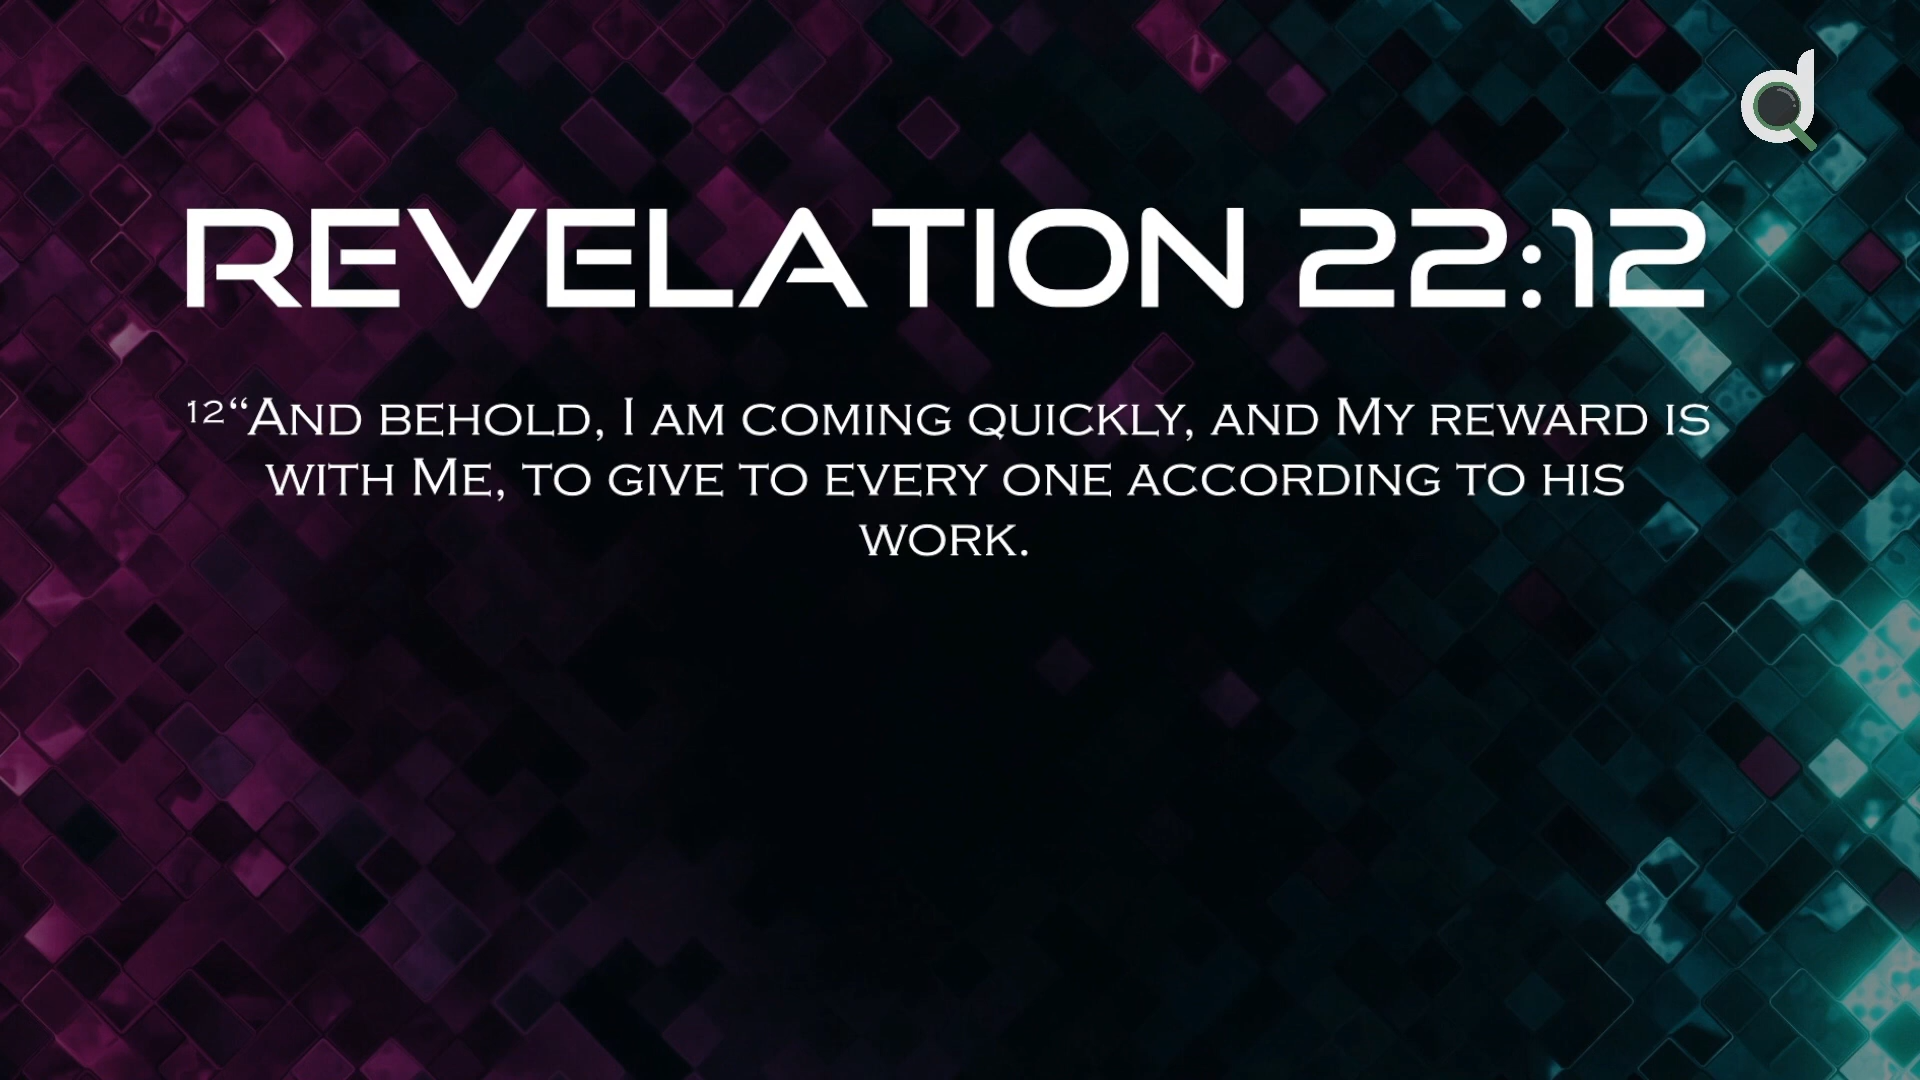 REVELATION 22:12
¹²“And behold, I am coming quickly, and My reward is
with Me, to give to every one according to his
work.